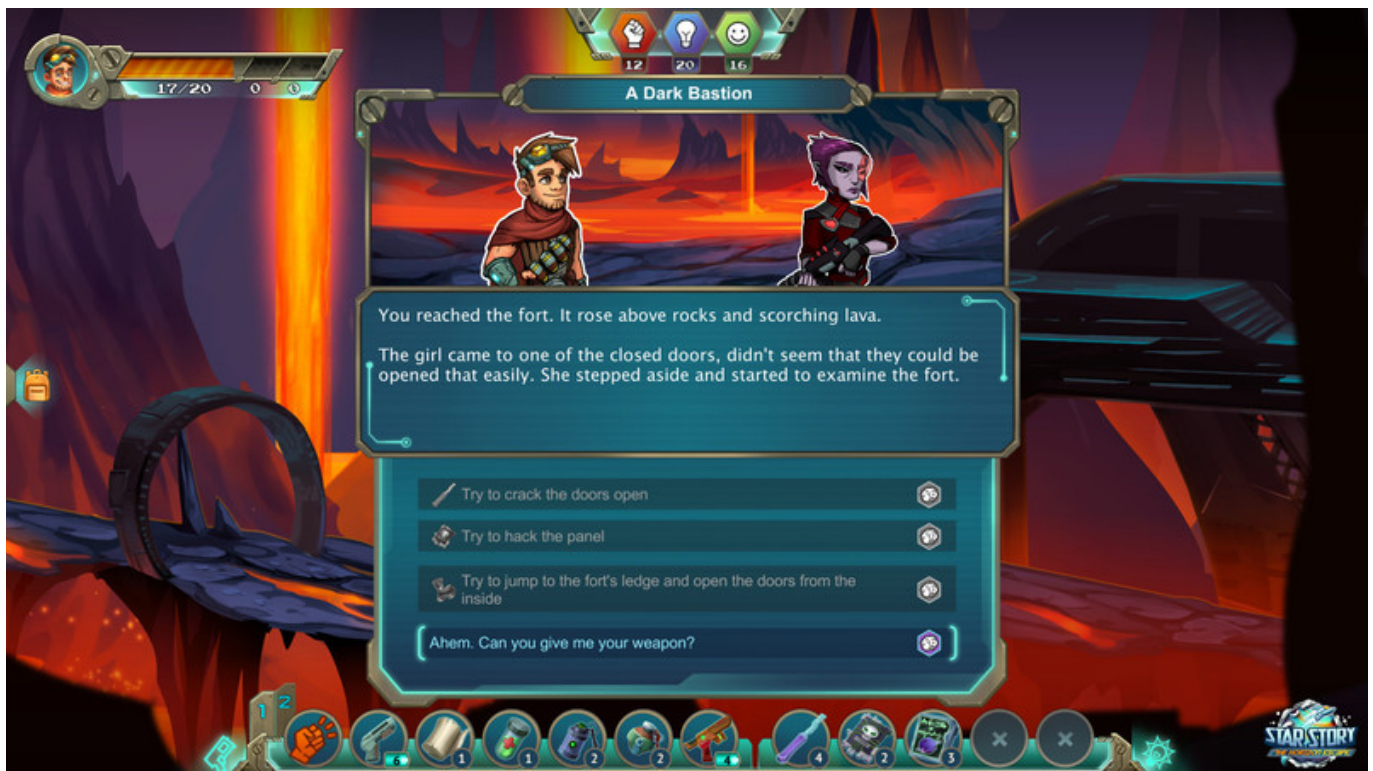 12 20 16
17/20 0 0
A Dark Bastion
You reached the fort. It rose above rocks and scorching lava.
The girl came to one of the closed doors, didn't seem that they could be
opened that easily. She stepped aside and started to examine the fort.
Try to crack the doors open
Try to hack the panel
Try to jump to the fort's ledge and open the doors from the
inside
Ahem. Can you give me your weapon?
1 2
6 1 1 2 2 4 4 2 3
STAR STORY
THE HORIZON ESCAPE